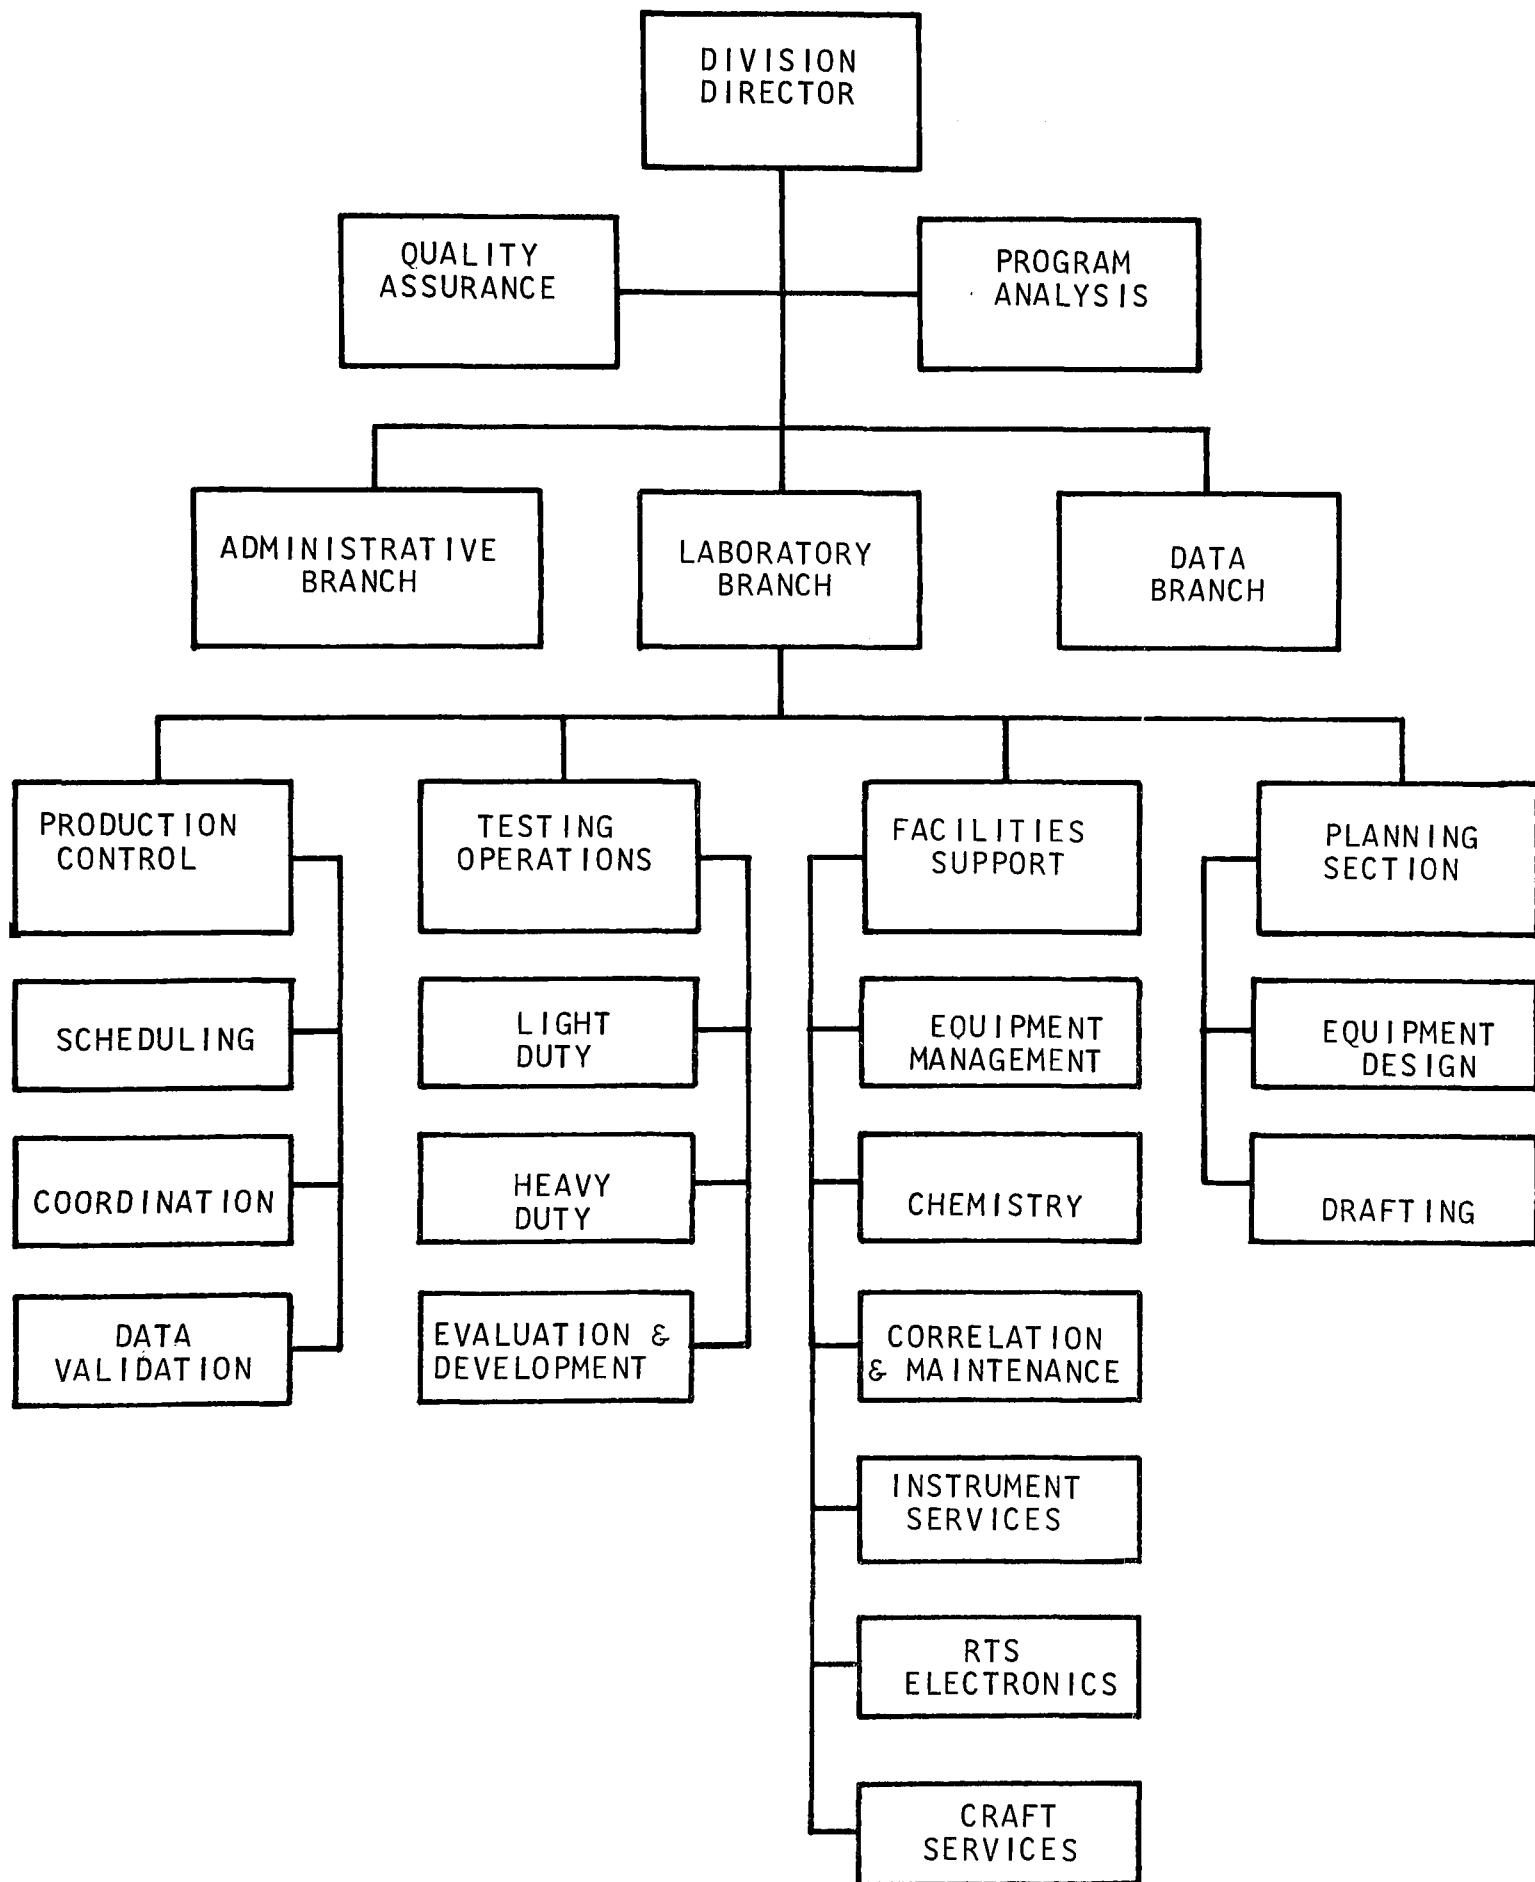 DIVISION
DIRECTOR
QUALITY
ASSURANCE
PROGRAM
ANALYSIS
ADMINISTRATIVE
BRANCH
LABORATORY
BRANCH
DATA
BRANCH
PRODUCTION
CONTROL
TESTING
OPERATIONS
FACILITIES
SUPPORT
PLANNING
SECTION
SCHEDULING
LIGHT
DUTY
EQUIPMENT
MANAGEMENT
EQUIPMENT
DESIGN
COORDINATION
HEAVY
DUTY
CHEMISTRY
DRAFTING
DATA
VALIDATION
EVALUATION &
DEVELOPMENT
CORRELATION
& MAINTENANCE
INSTRUMENT
SERVICES
RTS
ELECTRONICS
CRAFT
SERVICES